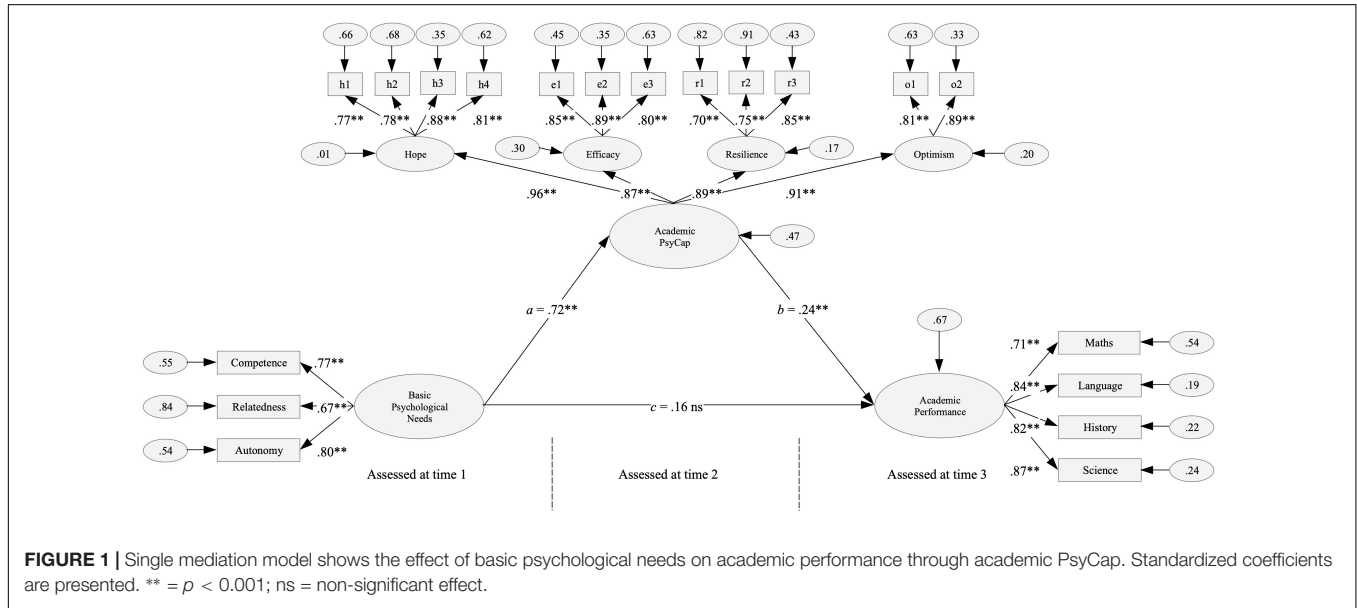 .66 .68 .35 .62 .45 .35 .63 .82 .91 .43 .63 .33
h1 h2 h3 h4 e1 e2 e3 r1 r2 r3 o1 o2
.77** .78** .88** .81** .85** .89** .80** .70** .75** .85** .81** .89**
.01 Hope .30 Efficacy Resilience .17 Optimism .20
.96** .87** .89** .91**
Academic
PsyCap
.47
a = .72** b = .24**
.67
.55 Competence .77**
.84 Relatedness .67**
.54 Autonomy .80**
Basic
Psychological
Needs
c = .16 ns
Academic
Performance
.71** Maths .54
.84** Language .19
.82** History .22
.87** Science .24
Assessed at time 1 Assessed at time 2 Assessed at time 3
FIGURE 1 | Single mediation model shows the effect of basic psychological needs on academic performance through academic PsyCap. Standardized coefficients
are presented. ** = p < 0.001; ns = non-significant effect.